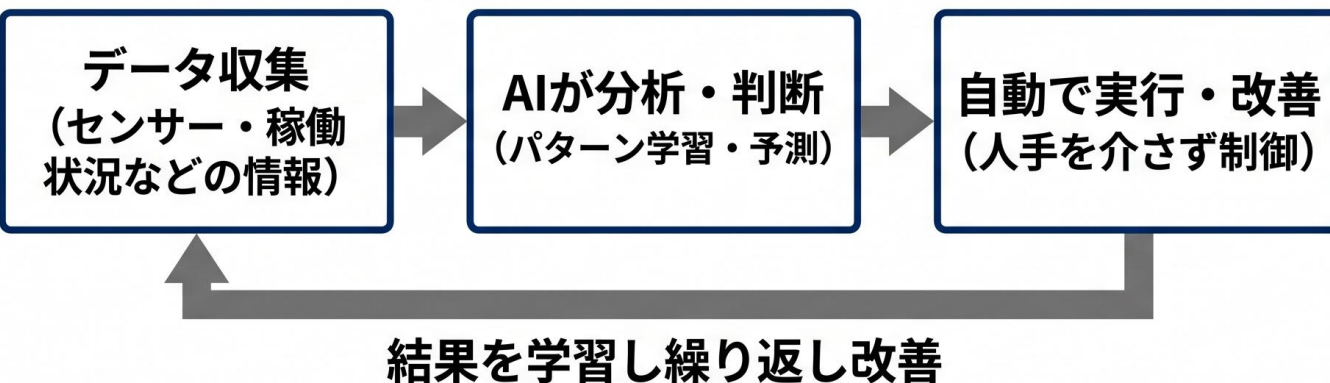 データ収集
（センサー・稼働
状況などの情報）
AIが分析・判断
（パターン学習・予測）
自動で実行・改善
（人手を介さず制御）
結果を学習し繰り返し改善